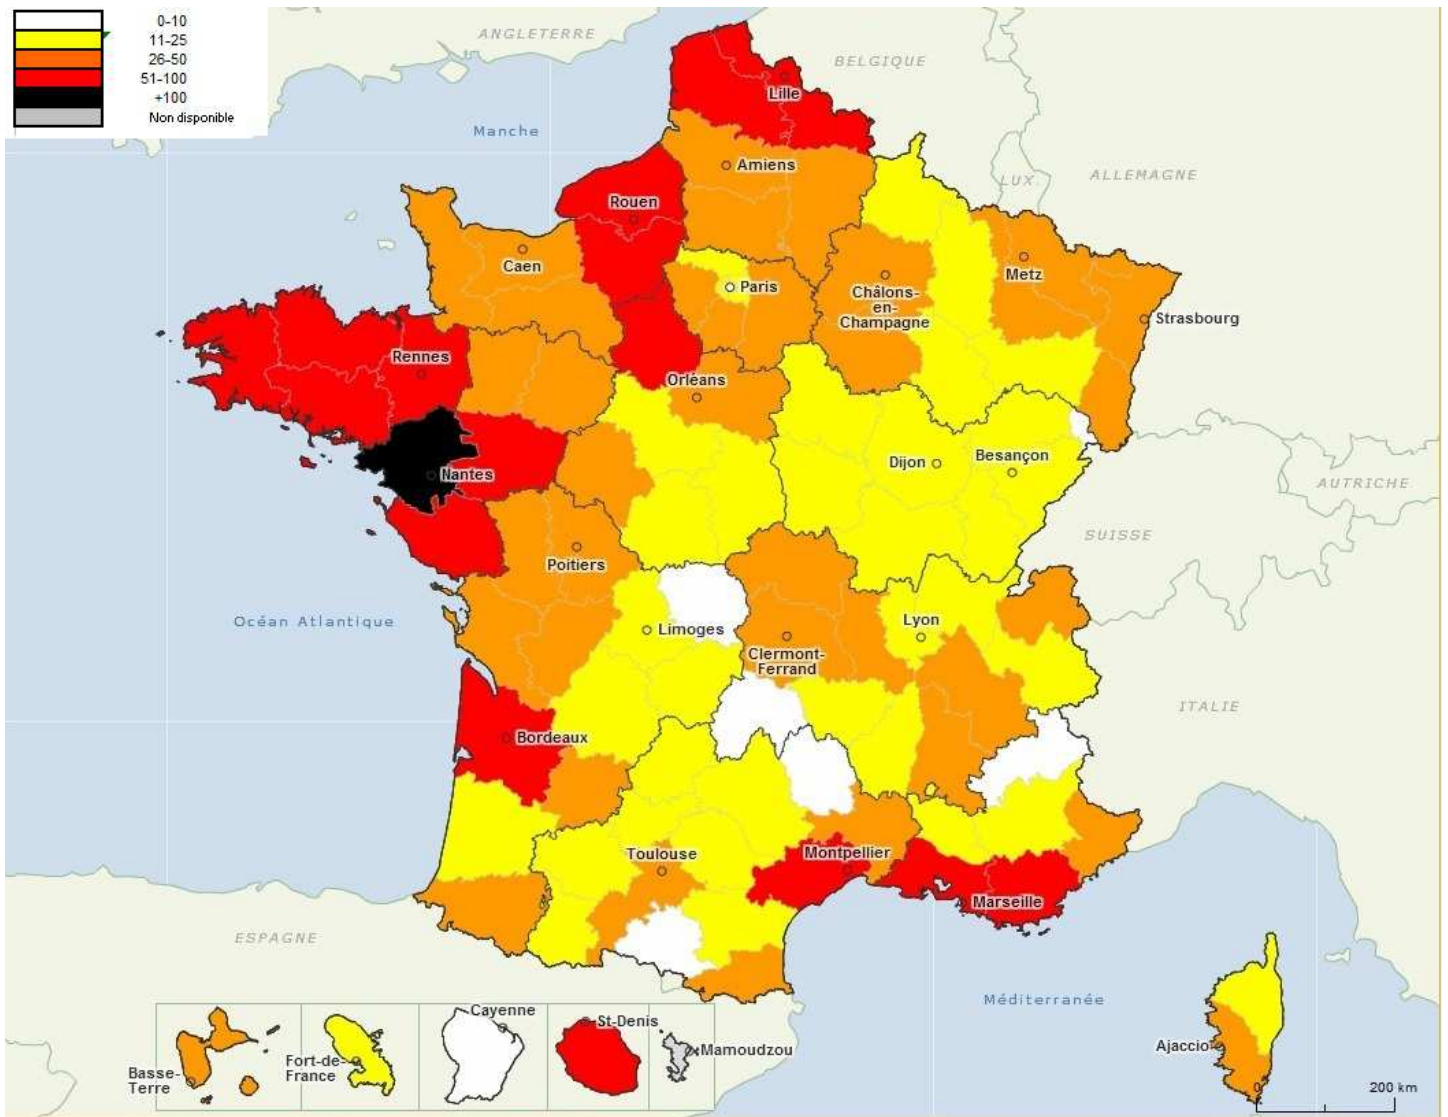 0-10
11-25
26-50
51-100
+100
Non disponible
ANGLETERRE
BELGIQUE
Lille
Manche
Amiens
LUX.
ALLEMAGNE
Rouen
Caen
Paris
Metz
Châlons-
en-
Champagne
Strasbourg
Rennes
Orléans
Nantes
Dijon
Besançon
AUTRICHE
SUISSE
Poitiers
Océan Atlantique
Limoges
Lyon
Clermont-
Ferrand
ITALIE
Bordeaux
Toulouse
Montpellier
Marseille
ESPAGNE
Méditerranée
Cayenne
St-Denis
Mamoudzou
Basse-
Terre
Fort-de-
France
Ajaccio
0
200 km